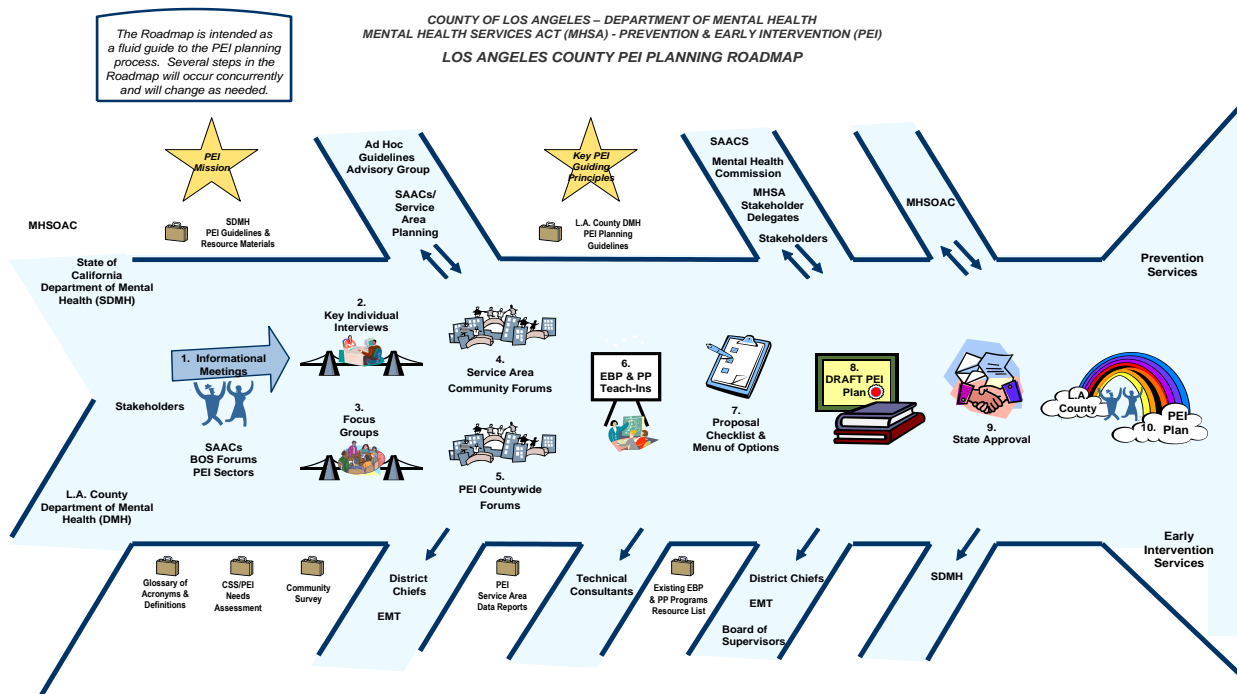 COUNTY OF LOS ANGELES – DEPARTMENT OF MENTAL HEALTH
MENTAL HEALTH SERVICES ACT (MHSA) - PREVENTION & EARLY INTERVENTION (PEI)
LOS ANGELES COUNTY PEI PLANNING ROADMAP
The Roadmap is intended as
a fluid guide to the PEI planning
process. Several steps in the
Roadmap will occur concurrently
and will change as needed.
PEI
Mission
Ad Hoc
Guidelines
Advisory Group
SAACs/
Service
Area
Planning
Key PEI
Guiding
Principles
SAACS
Mental Health
Commission
MHSA
Stakeholder
Delegates
Stakeholders
MHSOAC
MHSOAC
SDMH
PEI Guidelines &
Resource Materials
L.A. County DMH
PEI Planning
Guidelines
State of
California
Department of Mental
Health (SDMH)
Prevention
Services
1. Informational
Meetings
Stakeholders
SAACs
BOS Forums
PEI Sectors
2.
Key Individual
Interviews
3.
Focus
Groups
4.
Service Area
Community Forums
5.
PEI Countywide
Forums
6.
EBP & PP
Teach-Ins
7.
Proposal
Checklist &
Menu of Options
8.
DRAFT PEI
Plan
9.
State Approval
L.A.
County
10.
PEI
Plan
L.A. County
Department of Mental
Health (DMH)
Early
Intervention
Services
Glossary of
Acronyms &
Definitions
CSS/PEI
Needs
Assessment
Community
Survey
District
Chiefs
EMT
PEI
Service Area
Data Reports
Technical
Consultants
Existing EBP
& PP Programs
Resource List
District Chiefs
EMT
Board of
Supervisors
SDMH